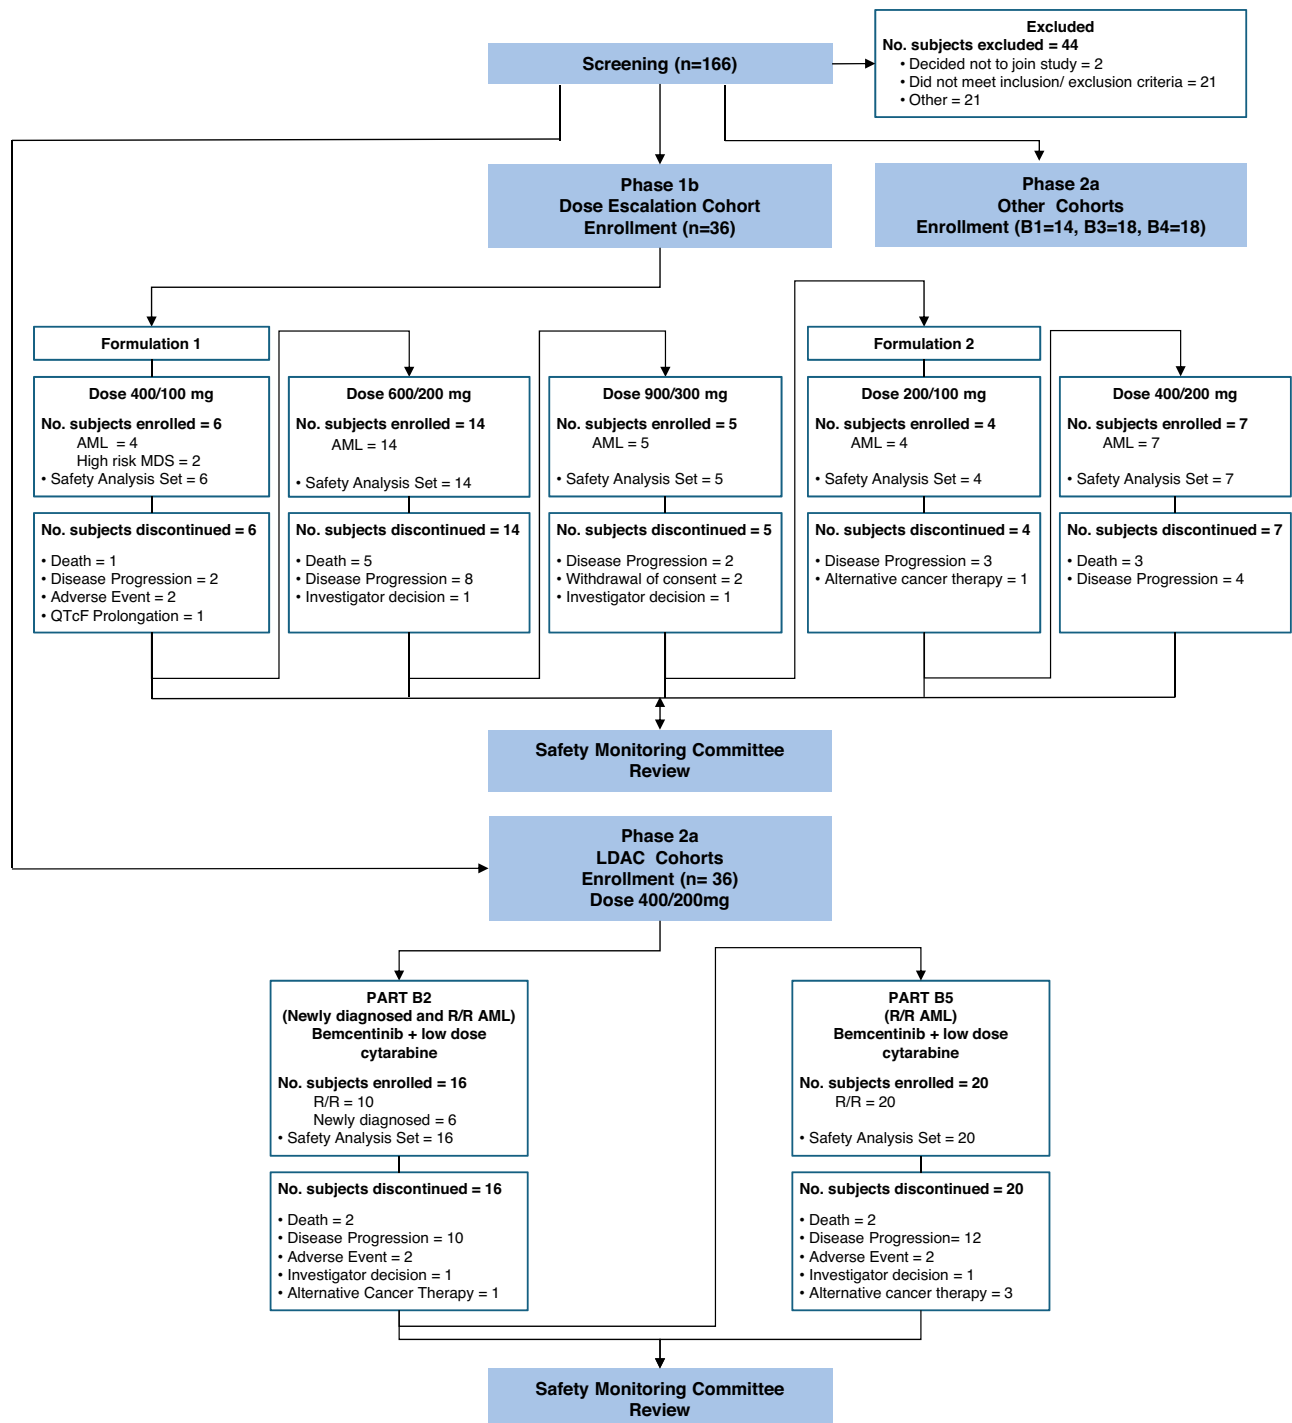 Screening (n=166)
Excluded
No. subjects excluded = 44
• Decided not to join study = 2
• Did not meet inclusion/ exclusion criteria = 21
• Other = 21
Phase 1b
Dose Escalation Cohort
Enrollment (n=36)
Phase 2a
Other Cohorts
Enrollment (B1=14, B3=18, B4=18)
Formulation 1
Formulation 2
Dose 400/100 mg
No. subjects enrolled = 6
AML = 4
High risk MDS = 2
• Safety Analysis Set = 6
Dose 600/200 mg
No. subjects enrolled = 14
AML = 14
• Safety Analysis Set = 14
Dose 900/300 mg
No. subjects enrolled = 5
AML = 5
• Safety Analysis Set = 5
Dose 200/100 mg
No. subjects enrolled = 4
AML = 4
• Safety Analysis Set = 4
Dose 400/200 mg
No. subjects enrolled = 7
AML = 7
• Safety Analysis Set = 7
No. subjects discontinued = 6
• Death = 1
• Disease Progression = 2
• Adverse Event = 2
• QTcF Prolongation = 1
No. subjects discontinued = 14
• Death = 5
• Disease Progression = 8
• Investigator decision = 1
No. subjects discontinued = 5
• Disease Progression = 2
• Withdrawal of consent = 2
• Investigator decision = 1
No. subjects discontinued = 4
• Disease Progression = 3
• Alternative cancer therapy = 1
No. subjects discontinued = 7
• Death = 3
• Disease Progression = 4
Safety Monitoring Committee
Review
Phase 2a
LDAC Cohorts
Enrollment (n= 36)
Dose 400/200mg
PART B2
(Newly diagnosed and R/R AML)
Bemcentinib + low dose
cytarabine
No. subjects enrolled = 16
R/R = 10
Newly diagnosed = 6
• Safety Analysis Set = 16
PART B5
(R/R AML)
Bemcentinib + low dose
cytarabine
No. subjects enrolled = 20
R/R = 20
• Safety Analysis Set = 20
No. subjects discontinued = 16
• Death = 2
• Disease Progression = 10
• Adverse Event = 2
• Investigator decision = 1
• Alternative Cancer Therapy = 1
No. subjects discontinued = 20
• Death = 2
• Disease Progression= 12
• Adverse Event = 2
• Investigator decision = 1
• Alternative cancer therapy = 3
Safety Monitoring Committee
Review